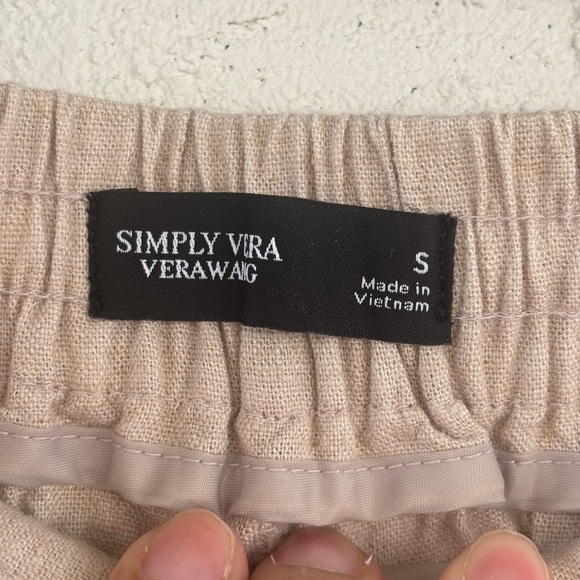 SIMPLY VERA
VERAWANG
S
Made in
Vietnam